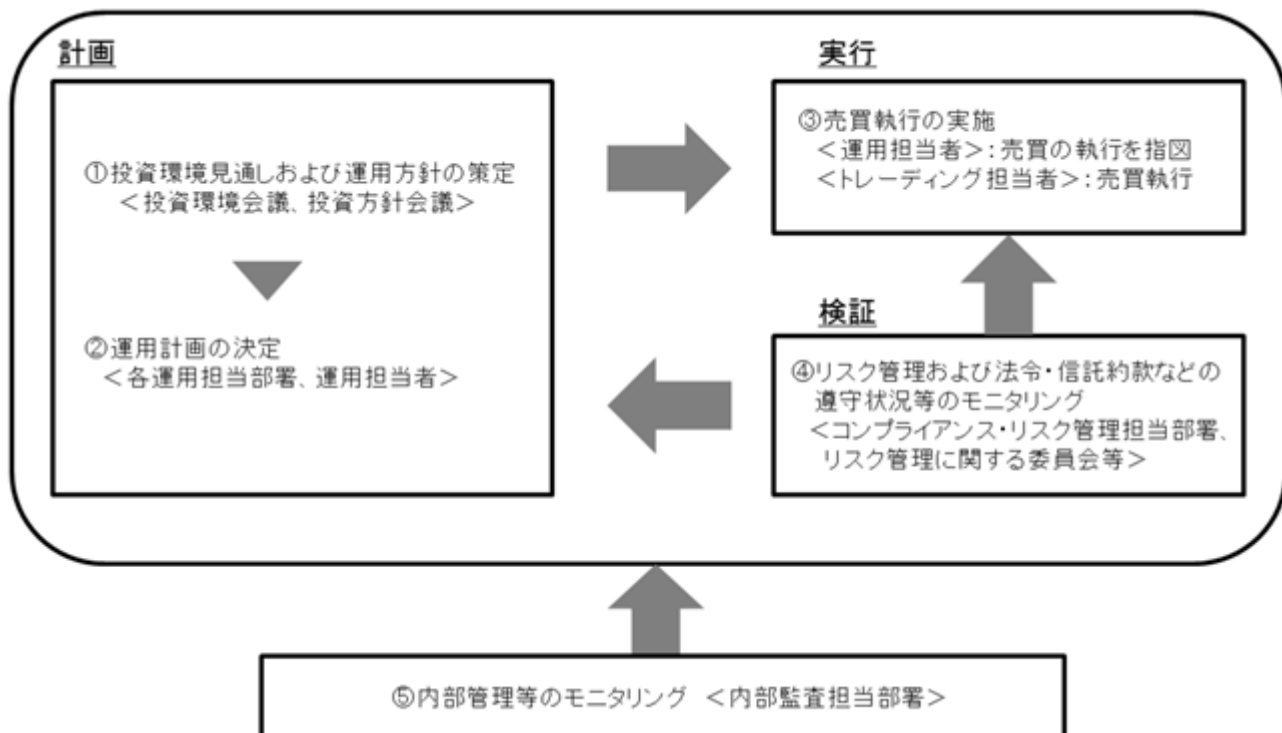 計画
①投資環境見通しおよび運用方針の策定
＜投資環境会議、投資方針会議＞
②運用計画の決定
＜各運用担当部署、運用担当者＞
実行
③売買執行の実施
＜運用担当者＞：売買の執行を指図
＜トレーディング担当者＞：売買執行
検証
④リスク管理および法令・信託約款などの
遵守状況等のモニタリング
＜コンプライアンス・リスク管理担当部署、
リスク管理に関する委員会等＞
⑤内部管理等のモニタリング ＜内部監査担当部署＞